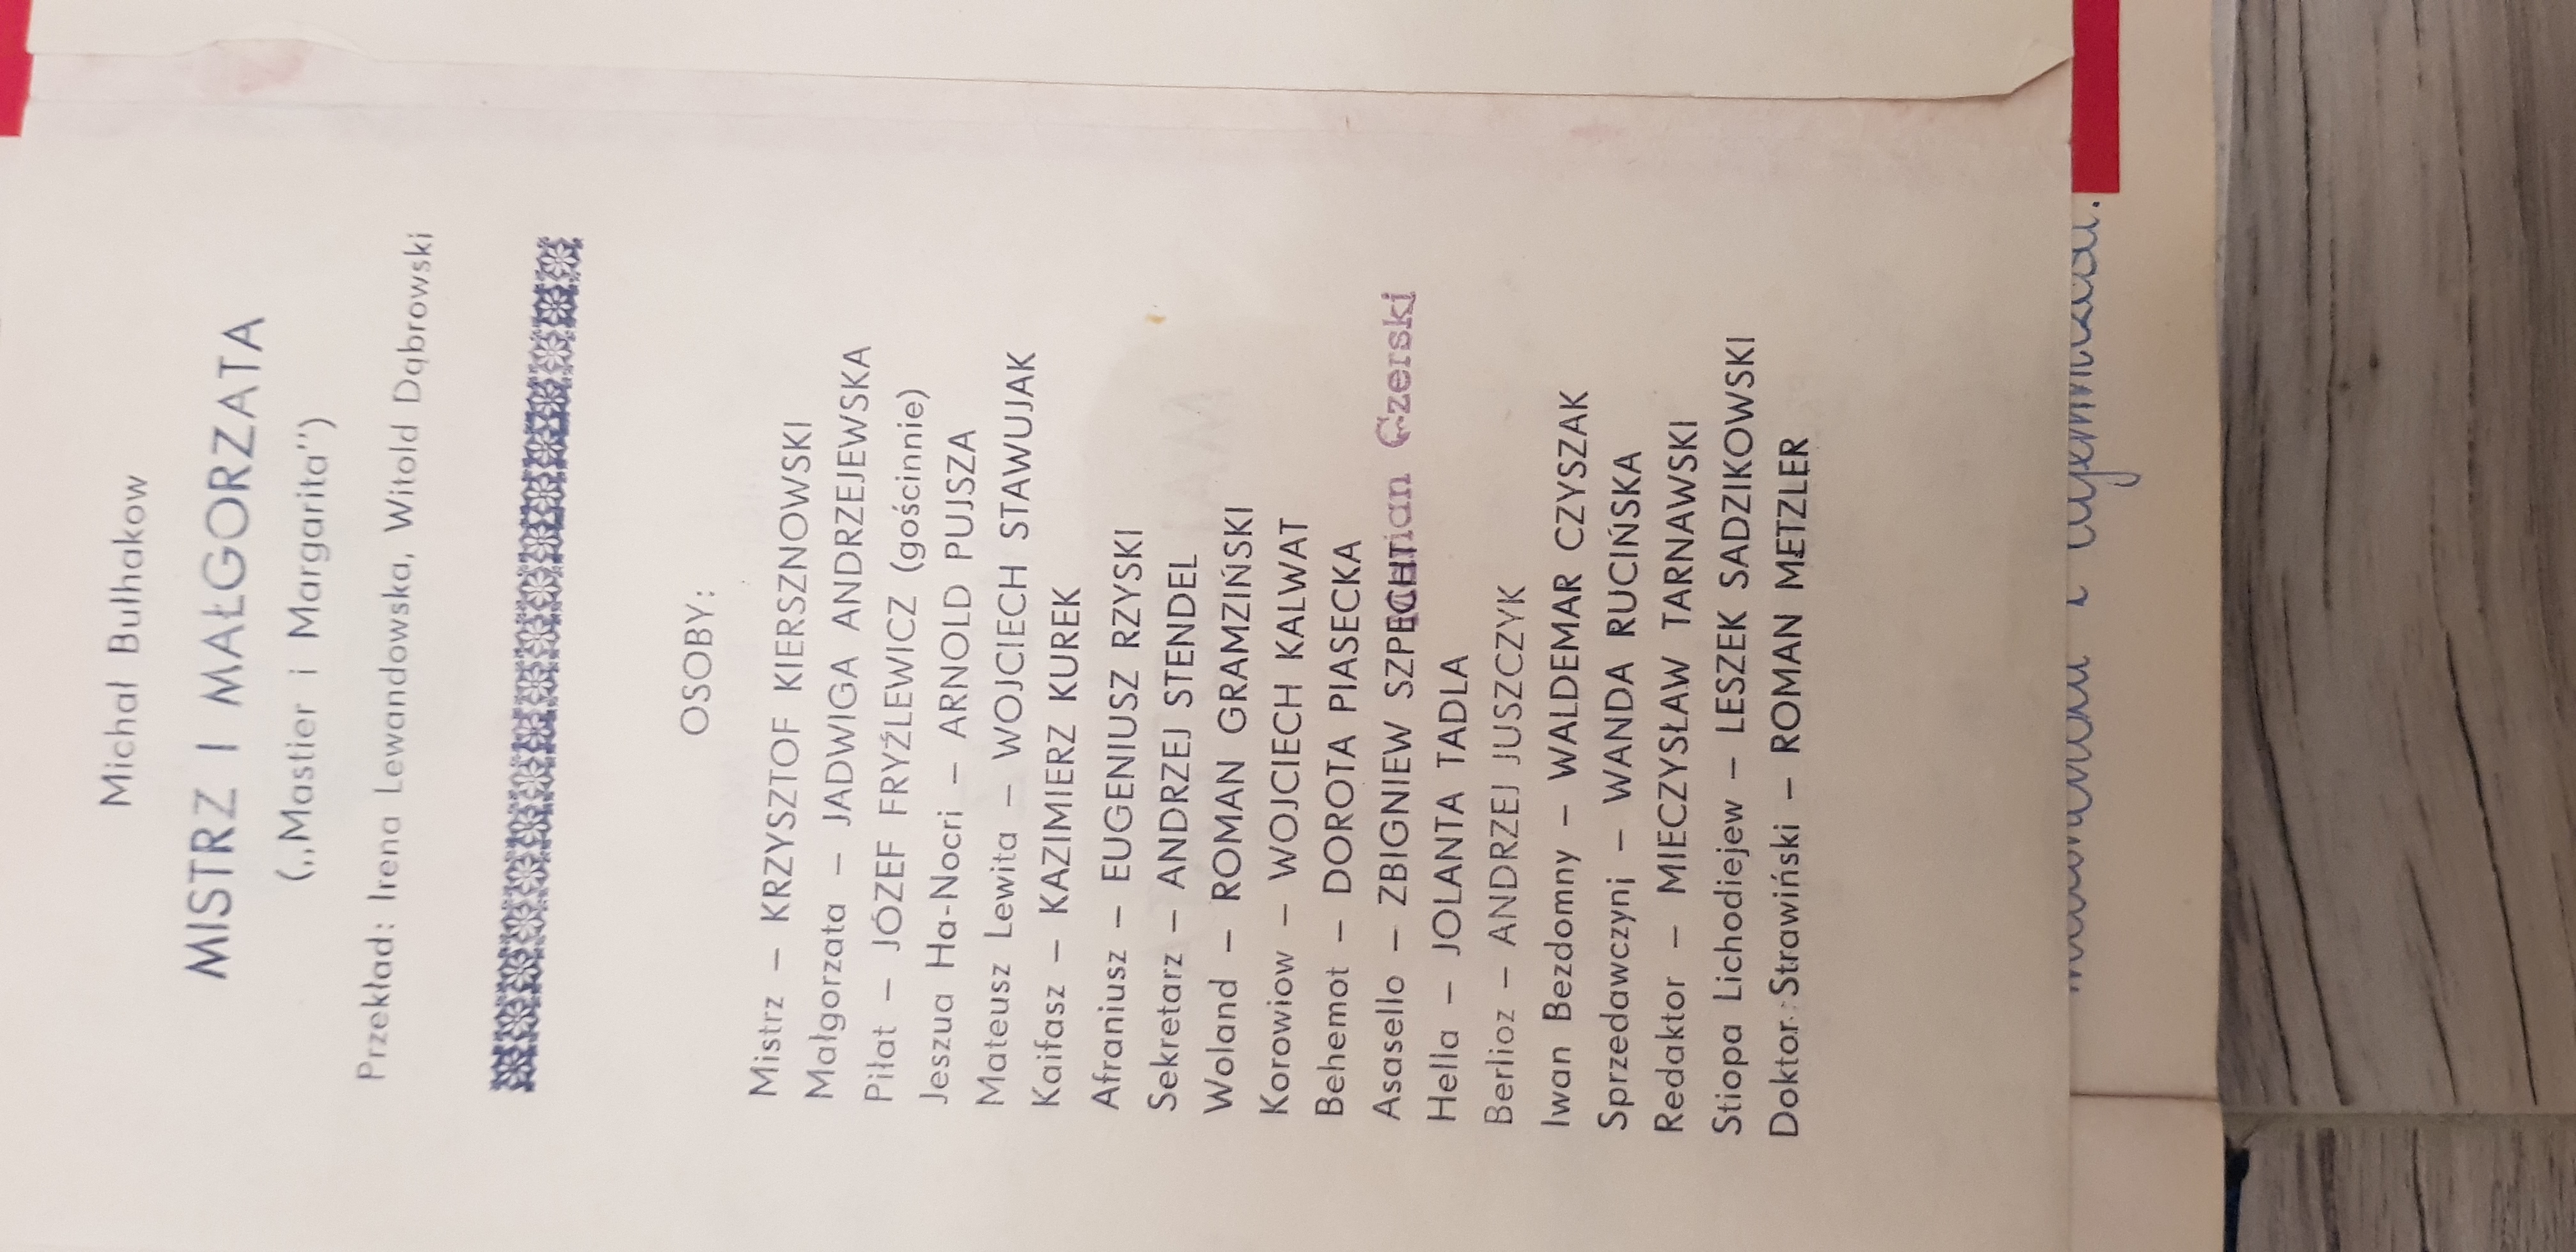 Michał Bułhakow
MISTRZ I MAŁGORZATA
(„Mastier i Margarita")
Przekład: Irena Lewandowska, Witold Dąbrowski
OSOBY:
Mistrz – KRZYSZTOF KIERSZNOWSKI
Małgorzata – JADWIGA ANDRZEJEWSKA
Piłat – JÓZEF FRYŹLEWICZ (gościnnie)
Jeszua Ha-Nocri – ARNOLD PUJSZA
Mateusz Lewita – WOJCIECH STAWUJAK
Kaifasz – KAZIMIERZ KUREK
Afraniusz – EUGENIUSZ RZYSKI
Sekretarz – ANDRZEJ STENDEL
Woland – ROMAN GRAMZIŃSKI
Korowiow – WOJCIECH KALWAT
Behemot – DOROTA PIASECKA
Asasello – ZBIGNIEW SZPECHT Czerski
Hella – JOLANTA TADLA
Berlioz – ANDRZEJ JUSZCZYK
Iwan Bezdomny – WALDEMAR CZYSZAK
Sprzedawczyni – WANDA RUCIŃSKA
Redaktor – MIECZYSŁAW TARNAWSKI
Stiopa Lichodiejew – LESZEK SADZIKOWSKI
Doktor Strawiński – ROMAN METZLER